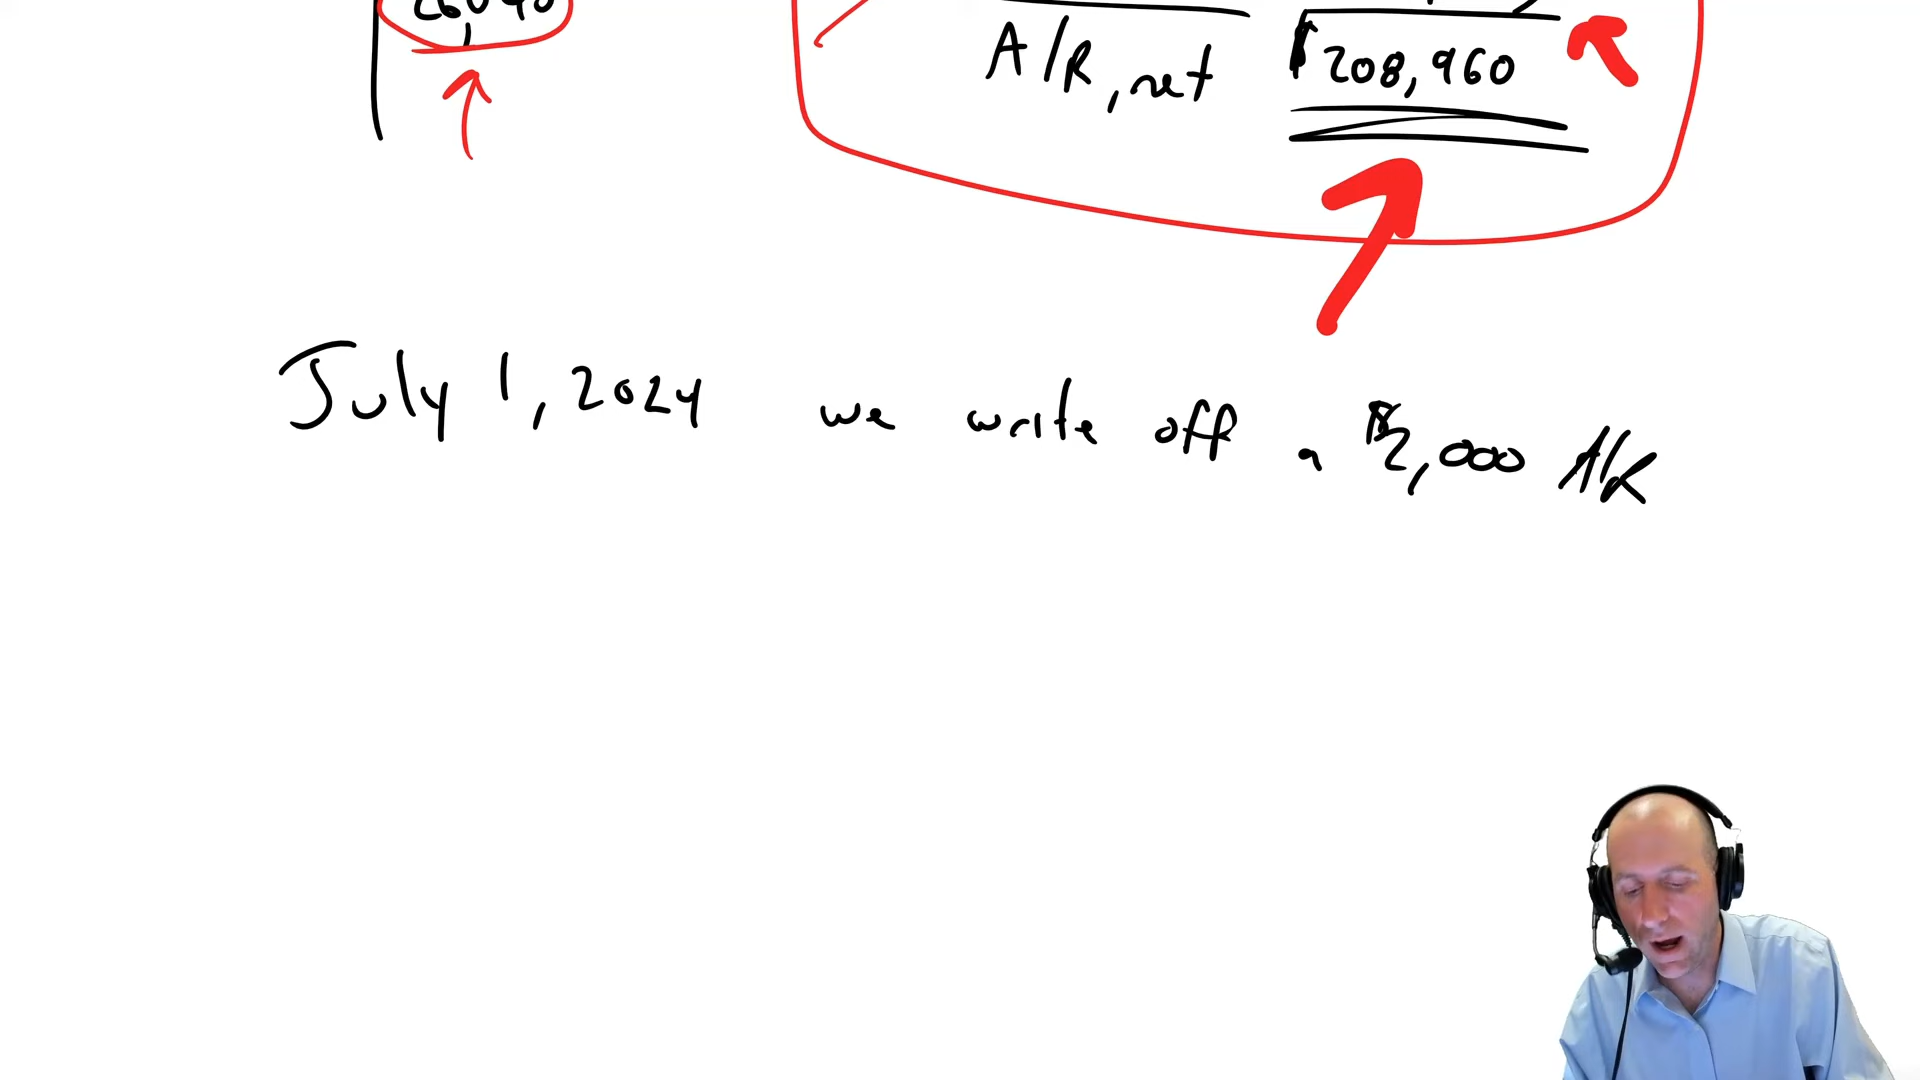 A/R, net $208,960
July 1, 2024 we write off a $2,000 A/R